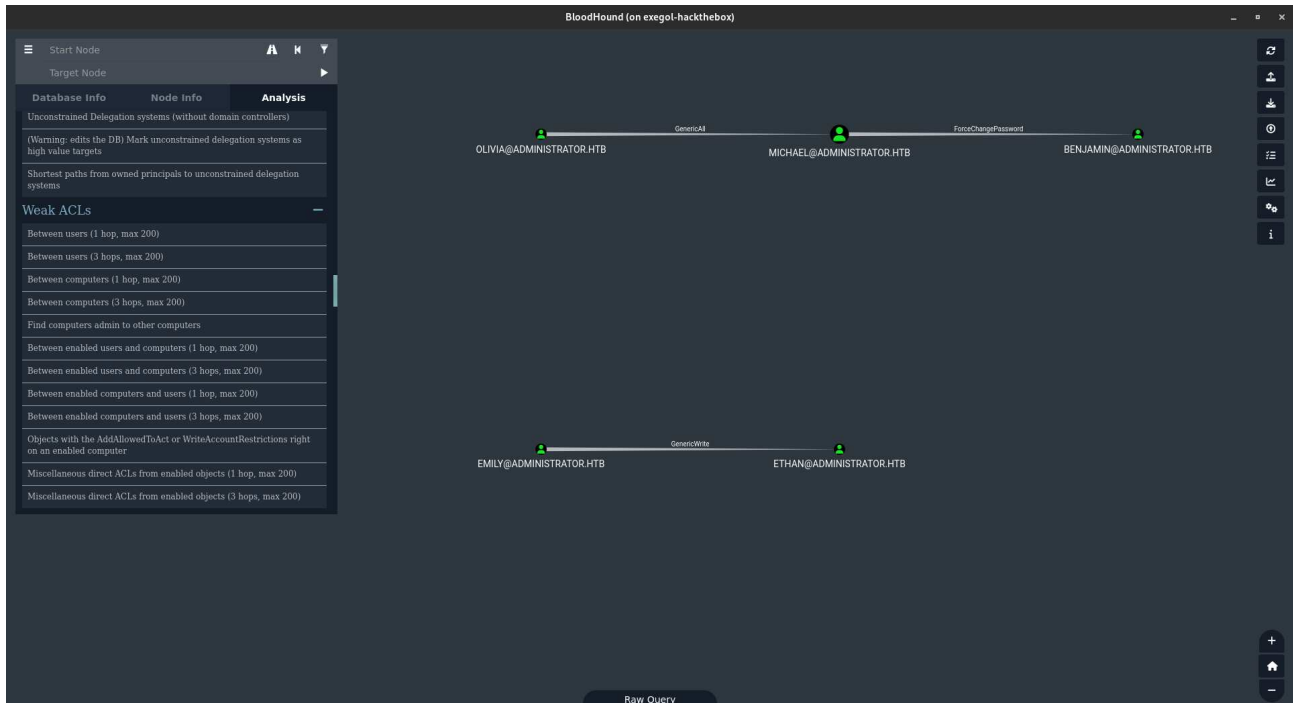 BloodHound (on exegol-hackthebox)
Start Node
Target Node
Database Info Node Info Analysis
Unconstrained Delegation systems (without domain controllers)
(Warning: edits the DB) Mark unconstrained delegation systems as
high value targets
Shortest paths from owned principals to unconstrained delegation
systems
Weak ACLs
Between users (1 hop, max 200)
Between users (3 hops, max 200)
Between computers (1 hop, max 200)
Between computers (3 hops, max 200)
Find computers admin to other computers
Between enabled users and computers (1 hop, max 200)
Between enabled users and computers (3 hops, max 200)
Between enabled computers and users (1 hop, max 200)
Between enabled computers and users (3 hops, max 200)
Objects with the AddAllowedToAct or WriteAccountRestrictions right
on an enabled computer
Miscellaneous direct ACLs from enabled objects (1 hop, max 200)
Miscellaneous direct ACLs from enabled objects (3 hops, max 200)
GenericAll ForceChangePassword
OLIVIA@ADMINISTRATOR.HTB MICHAEL@ADMINISTRATOR.HTB BENJAMIN@ADMINISTRATOR.HTB
GenericWrite
EMILY@ADMINISTRATOR.HTB ETHAN@ADMINISTRATOR.HTB
Raw Query